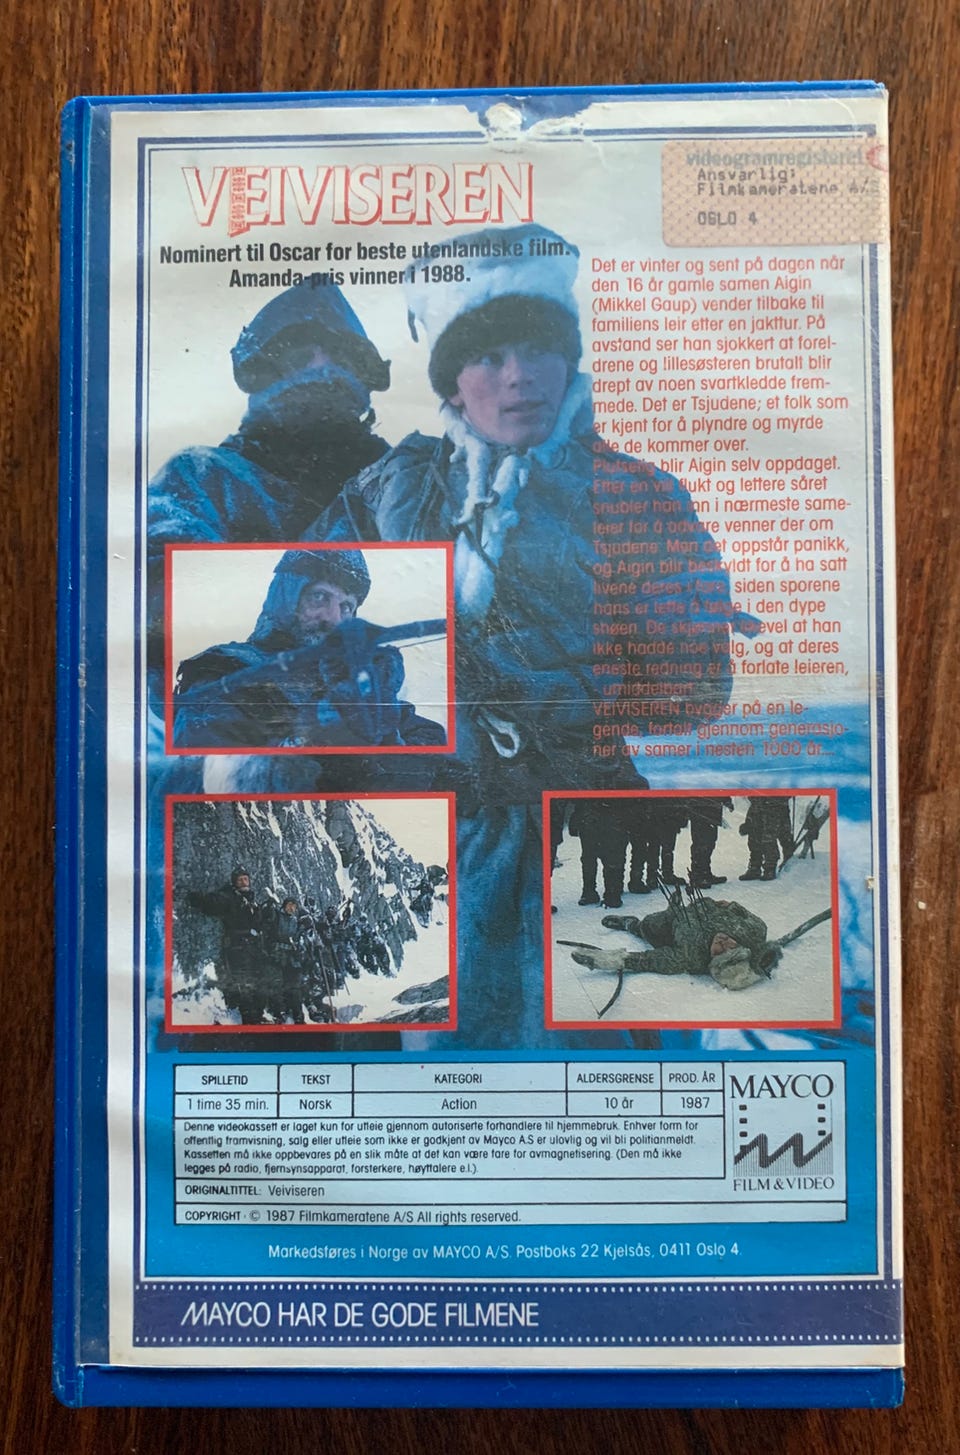 VEIVISEREN
Nominert til Oscar for beste utenlandske film.
Amanda-pris vinner i 1988.
videogramregisteret
Ansvarlig:
Filmkameratene A/S
OSLO 4
Det er vinter og sent på dagen når
den 16 år gamle samen Aigin
(Mikkel Gaup) vender tilbake til
familiens leir etter en jakttur. På
avstand ser han sjokkert at forel-
drene og lillesøsteren brutalt blir
drept av noen svartkledde frem-
mede. Det er Tsjudene; et folk som
er kjent for å plyndre og myrde
alle de kommer over.
Plutselig blir Aigin selv oppdaget.
Etter en vill flukt og lettere såret
snubler han inn i nærmeste same-
leier for å advare venner der om
Tsjudene. Men det oppstår panikk,
og Aigin blir beskyldt for å ha satt
livene deres i fare, siden sporene
hans er lette å følge i den dype
snøen. De skjønner likevel at han
ikke hadde noe valg, og at deres
eneste redning er å forlate leieren,
umiddelbart.
VEIVISEREN bygger på en le-
gende, fortalt gjennom generasjo-
ner av samer i nesten 1000 år...
SPILLETID TEKST KATEGORI ALDERSGRENSE PROD. ÅR
1 time 35 min. Norsk Action 10 år 1987
Denne videokassett er laget kun for utleie gjennom autoriserte forhandlere til hjemmebruk. Enhver form for
offentlig framvisning, salg eller utleie som ikke er godkjent av Mayco A.S er ulovlig og vil bli politianmeldt.
Kassetten må ikke oppbevares på en slik måte at det kan være fare for avmagnetisering. (Den må ikke
legges på radio, fjernsynsapparat, forsterkere, høyttalere e.l.).
ORIGINALTITTEL: Veiviseren
COPYRIGHT · © 1987 Filmkameratene A/S All rights reserved.
MAYCO
FILM & VIDEO
Markedsføres i Norge av MAYCO A/S. Postboks 22 Kjelsås, 0411 Oslo 4.
MAYCO HAR DE GODE FILMENE